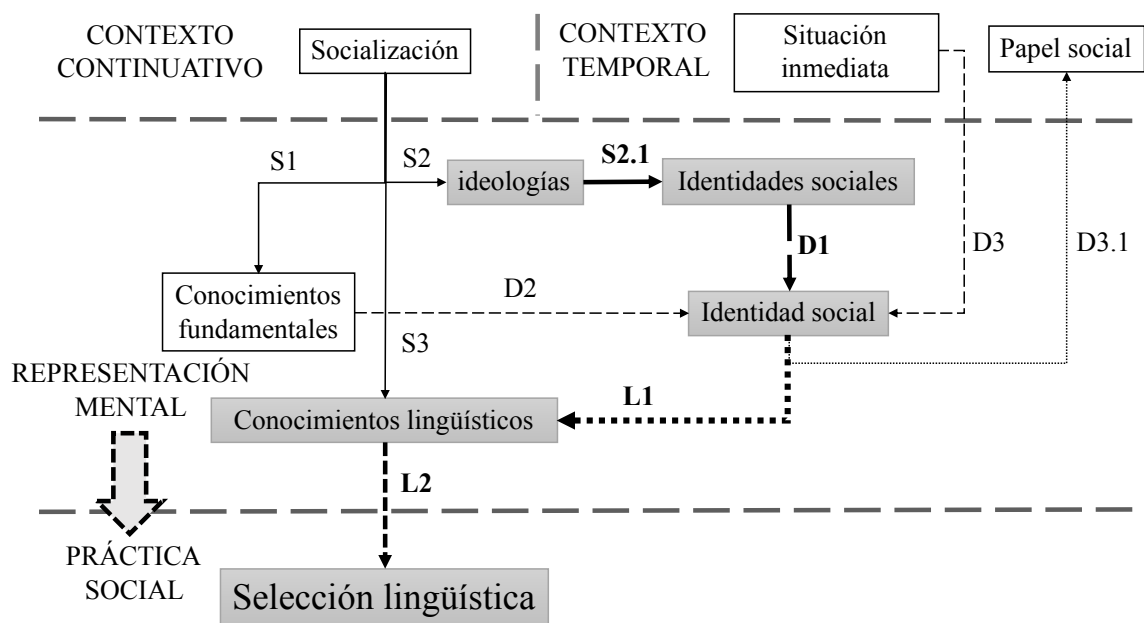 CONTEXTO
CONTINUATIVO
Socialización
CONTEXTO
TEMPORAL
Situación
inmediata
Papel social
S1
S2
ideologías
S2.1
Identidades sociales
D1
D3
D3.1
Conocimientos
fundamentales
D2
Identidad social
S3
REPRESENTACIÓN
MENTAL
L1
Conocimientos lingüísticos
L2
PRÁCTICA
SOCIAL
Selección lingüística